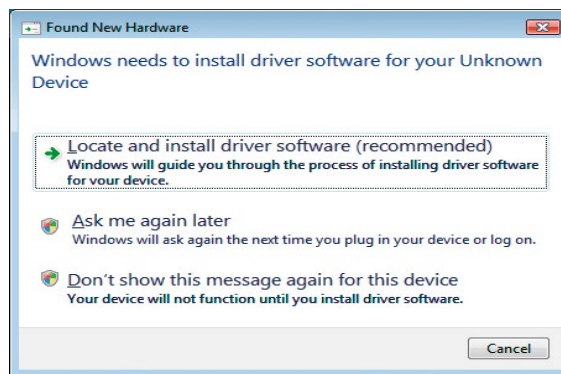 Found New Hardware
Windows needs to install driver software for your Unknown
Device
Locate and install driver software (recommended)
Windows will guide you through the process of installing driver software
for your device.
Ask me again later
Windows will ask again the next time you plug in your device or log on.
Don't show this message again for this device
Your device will not function until you install driver software.
Cancel